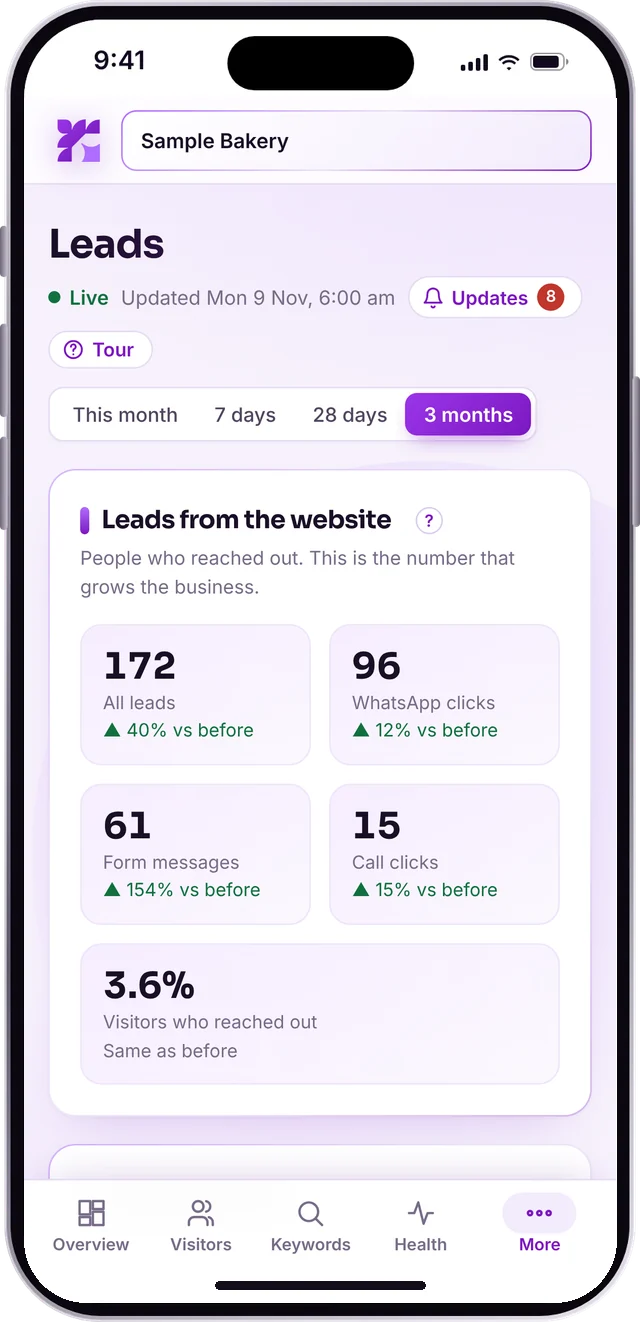 9:41
Sample Bakery
Leads
Live Updated Mon 9 Nov, 6:00 am Updates 8
? Tour
This month 7 days 28 days 3 months
Leads from the website ?
People who reached out. This is the number that
grows the business.
172
All leads
▲ 40% vs before
96
WhatsApp clicks
▲ 12% vs before
61
Form messages
▲ 154% vs before
15
Call clicks
▲ 15% vs before
3.6%
Visitors who reached out
Same as before
Overview Visitors Keywords Health More